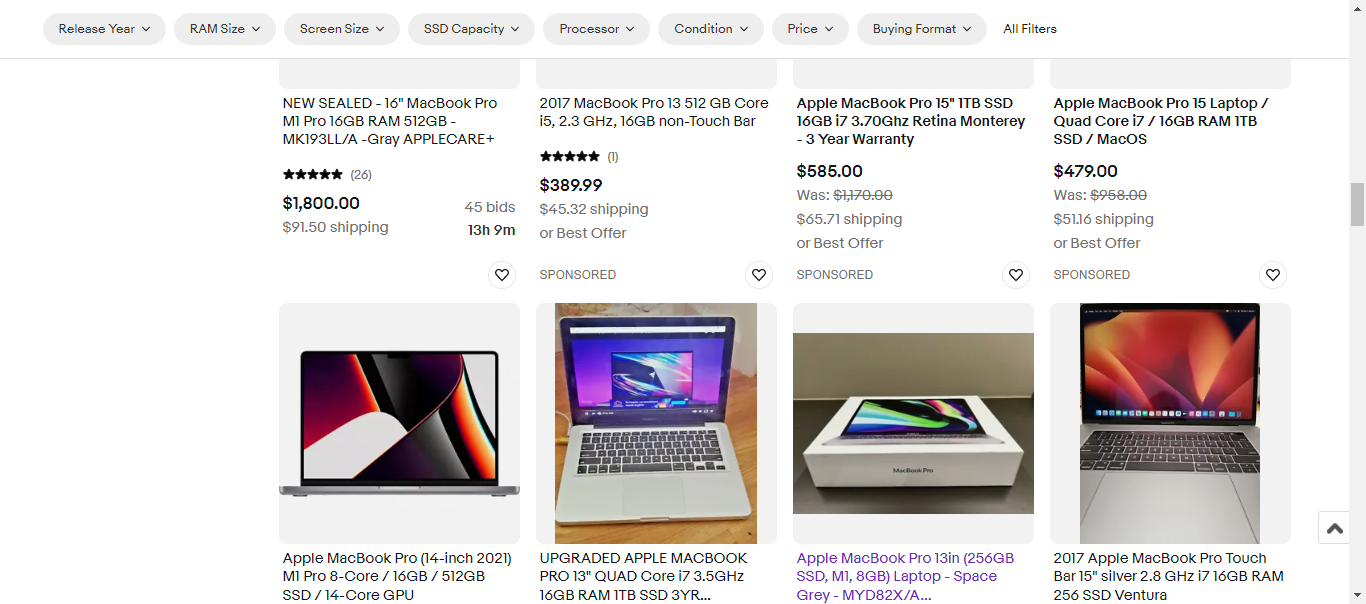 Release Year
RAM Size
Screen Size
SSD Capacity
Processor
Condition
Price
Buying Format
All Filters
NEW SEALED - 16" MacBook Pro
M1 Pro 16GB RAM 512GB -
MK193LL/A -Gray APPLECARE+
(26)
$1,800.00
45 bids
$91.50 shipping
13h 9m
2017 MacBook Pro 13 512 GB Core
i5, 2.3 GHz, 16GB non-Touch Bar
(1)
$389.99
$45.32 shipping
or Best Offer
SPONSORED
Apple MacBook Pro 15" 1TB SSD
16GB i7 3.70Ghz Retina Monterey
- 3 Year Warranty
$585.00
Was: $1,170.00
$65.71 shipping
or Best Offer
SPONSORED
Apple MacBook Pro 15 Laptop /
Quad Core i7 / 16GB RAM 1TB
SSD / MacOS
$479.00
Was: $958.00
$51.16 shipping
or Best Offer
SPONSORED
Apple MacBook Pro (14-inch 2021)
M1 Pro 8-Core / 16GB / 512GB
SSD / 14-Core GPU
UPGRADED APPLE MACBOOK
PRO 13" QUAD Core i7 3.5GHz
16GB RAM 1TB SSD 3YR...
MacBook Pro
Apple MacBook Pro 13in (256GB
SSD, M1, 8GB) Laptop - Space
Grey - MYD82X/A...
2017 Apple MacBook Pro Touch
Bar 15" silver 2.8 GHz i7 16GB RAM
256 SSD Ventura